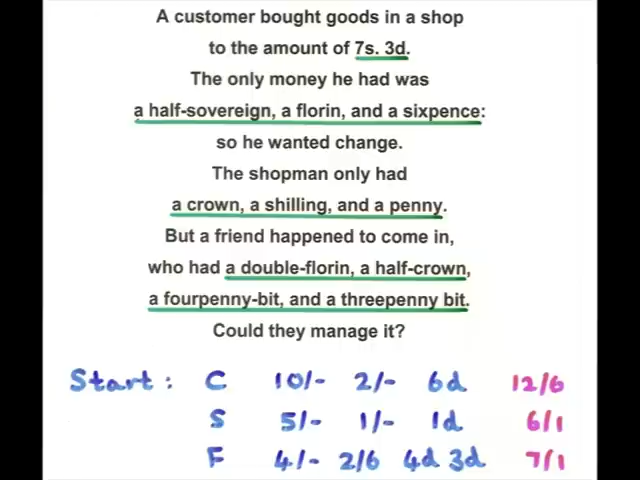 A customer bought goods in a shop
to the amount of 7s. 3d.
The only money he had was
a half-sovereign, a florin, and a sixpence:
so he wanted change.
The shopman only had
a crown, a shilling, and a penny.
But a friend happened to come in,
who had a double-florin, a half-crown,
a fourpenny-bit, and a threepenny bit.
Could they manage it?
Start : C 10/- 2/- 6d 12/6
S 5/- 1/- 1d 6/1
F 4/- 2/6 4d 3d 7/1